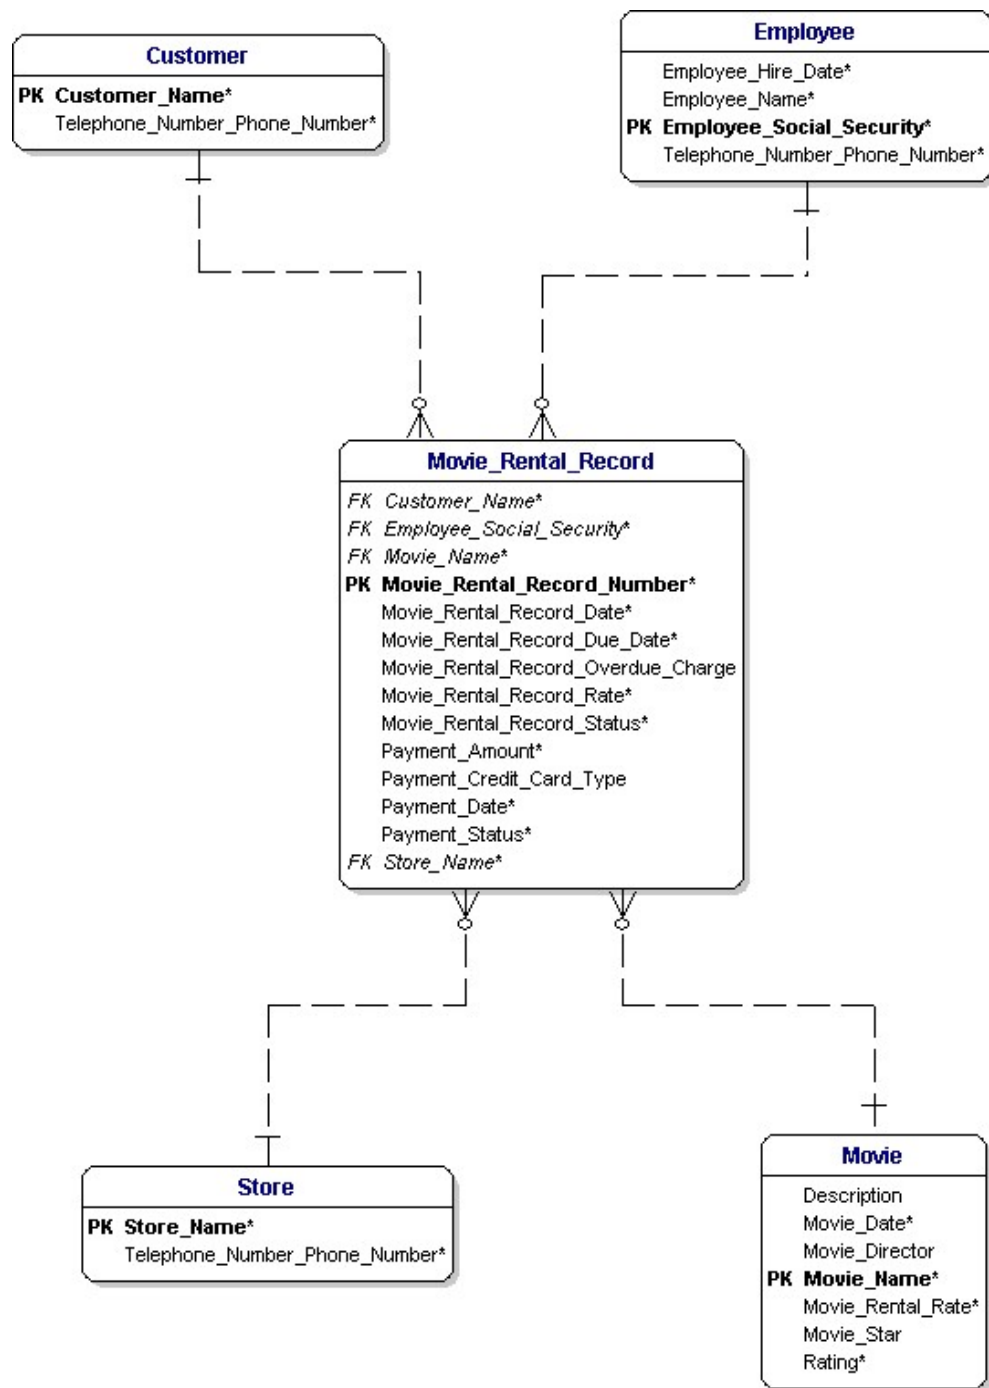 Customer
PK Customer_Name*
Telephone_Number_Phone_Number*
Employee
Employee_Hire_Date*
Employee_Name*
PK Employee_Social_Security*
Telephone_Number_Phone_Number*
Movie_Rental_Record
FK Customer_Name*
FK Employee_Social_Security*
FK Movie_Name*
PK Movie_Rental_Record_Number*
Movie_Rental_Record_Date*
Movie_Rental_Record_Due_Date*
Movie_Rental_Record_Overdue_Charge
Movie_Rental_Record_Rate*
Movie_Rental_Record_Status*
Payment_Amount*
Payment_Credit_Card_Type
Payment_Date*
Payment_Status*
FK Store_Name*
Store
PK Store_Name*
Telephone_Number_Phone_Number*
Movie
Description
Movie_Date*
Movie_Director
PK Movie_Name*
Movie_Rental_Rate*
Movie_Star
Rating*